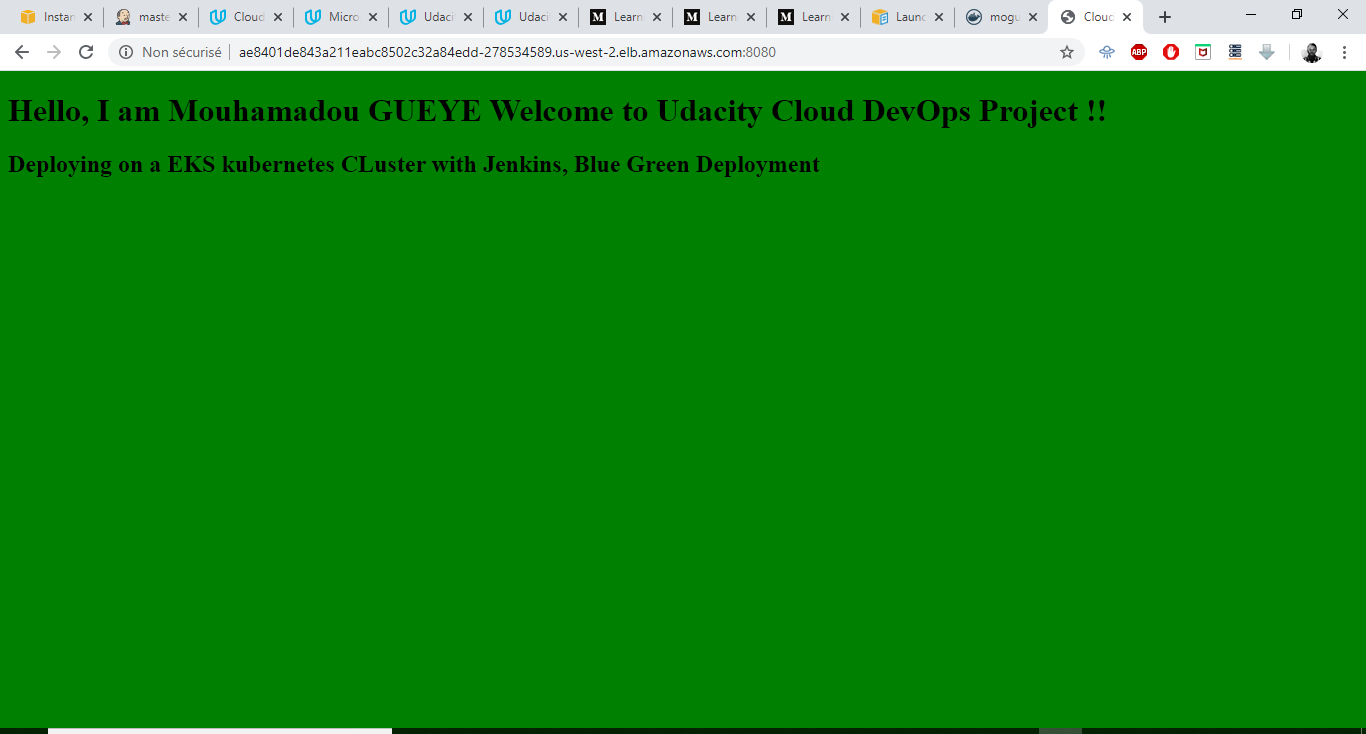 Instan maste Cloud Micro Udaci Udaci Learn Learn Learn Launc mogu Cloud
Non sécurisé ae8401de843a211eabc8502c32a84edd-278534589.us-west-2.elb.amazonaws.com:8080 ABP
Hello, I am Mouhamadou GUEYE Welcome to Udacity Cloud DevOps Project !!
Deploying on a EKS kubernetes CLuster with Jenkins, Blue Green Deployment